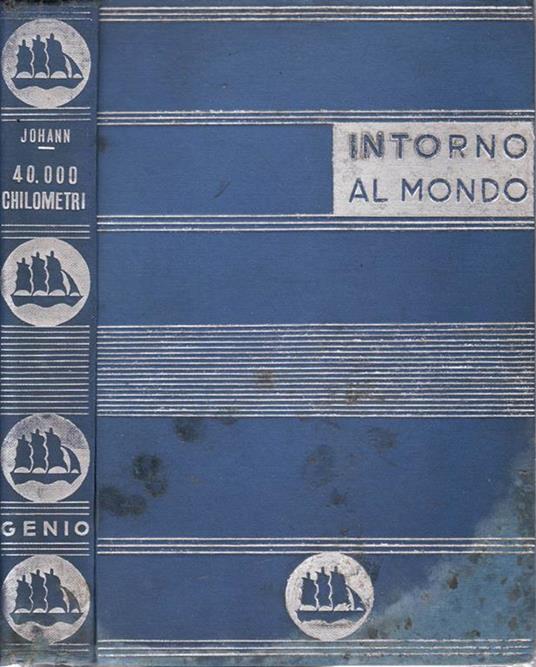 JOHANN
40.000
CHILOMETRI
GENIO
INTORNO
AL MONDO